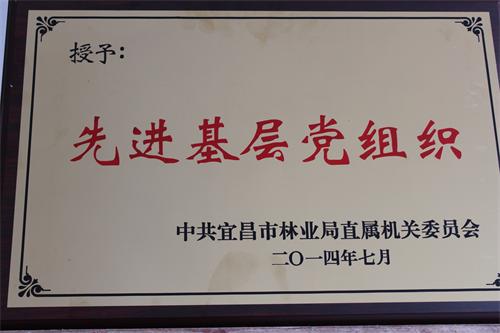 授予：
先进基层党组织
中共宜昌市林业局直属机关委员会
二〇一四年七月